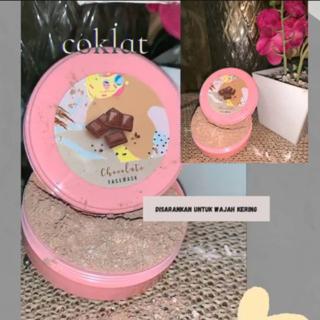 coklat
Chocolate
FACEMASK
DISARANKAN UNTUK WAJAH KERING